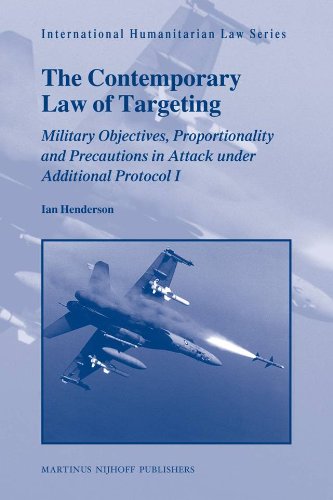 International Humanitarian Law Series
The Contemporary
Law of Targeting
Military Objectives, Proportionality
and Precautions in Attack under
Additional Protocol I
Ian Henderson
MARTINUS NIJHOFF PUBLISHERS